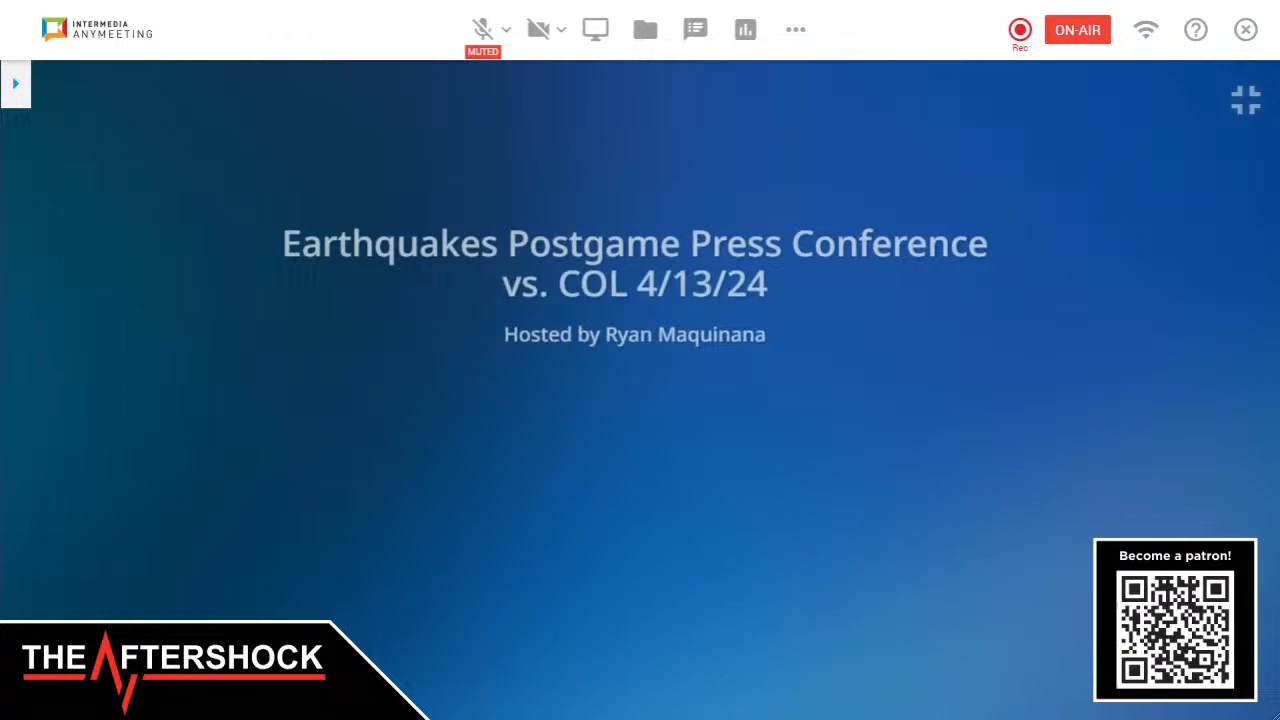 INTERMEDIA
ANYMEETING
MUTED
Rec
ON-AIR
Earthquakes Postgame Press Conference
vs. COL 4/13/24
Hosted by Ryan Maquinana
Become a patron!
THE AFTERSHOCK